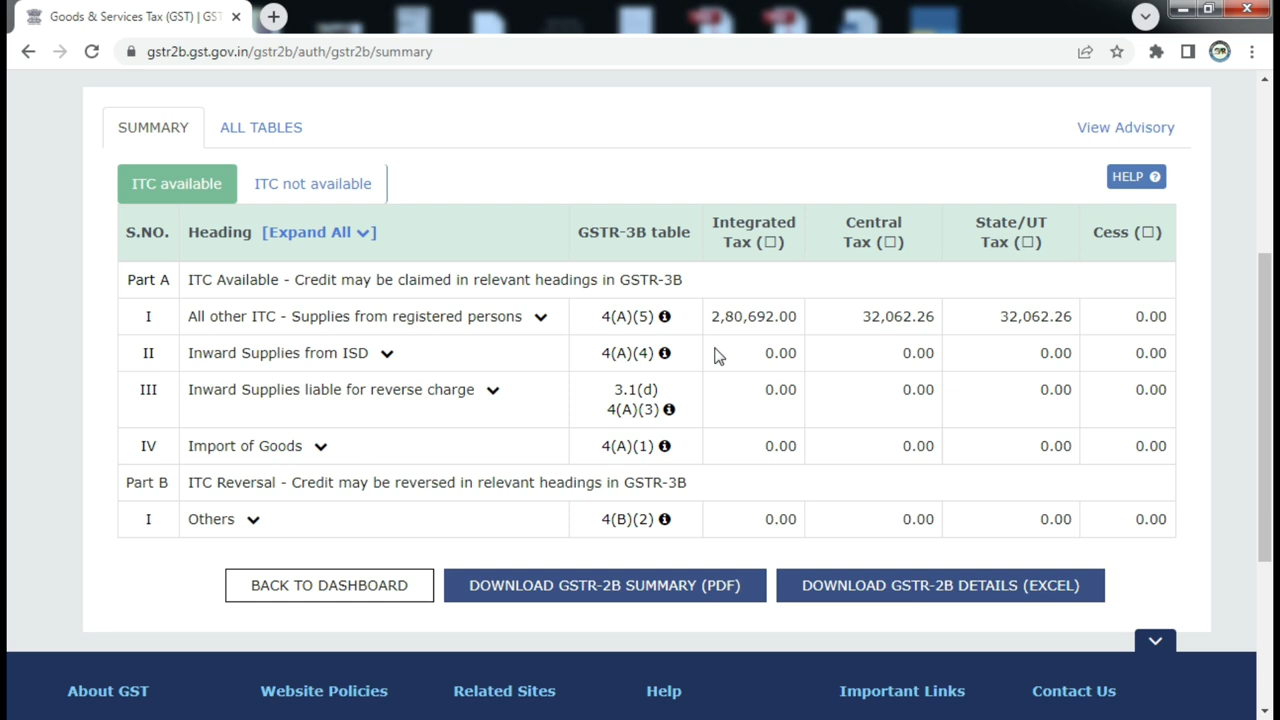 Goods & Services Tax (GST) | GST
gstr2b.gst.gov.in/gstr2b/auth/gstr2b/summary
SUMMARY ALL TABLES View Advisory
ITC available ITC not available HELP
S.NO. Heading [Expand All] GSTR-3B table Integrated Tax (☐) Central Tax (☐) State/UT Tax (☐) Cess (☐)
Part A ITC Available - Credit may be claimed in relevant headings in GSTR-3B
I All other ITC - Supplies from registered persons 4(A)(5) 2,80,692.00 32,062.26 32,062.26 0.00
II Inward Supplies from ISD 4(A)(4) 0.00 0.00 0.00 0.00
III Inward Supplies liable for reverse charge 3.1(d) 4(A)(3) 0.00 0.00 0.00 0.00
IV Import of Goods 4(A)(1) 0.00 0.00 0.00 0.00
Part B ITC Reversal - Credit may be reversed in relevant headings in GSTR-3B
I Others 4(B)(2) 0.00 0.00 0.00 0.00
BACK TO DASHBOARD DOWNLOAD GSTR-2B SUMMARY (PDF) DOWNLOAD GSTR-2B DETAILS (EXCEL)
About GST Website Policies Related Sites Help Important Links Contact Us